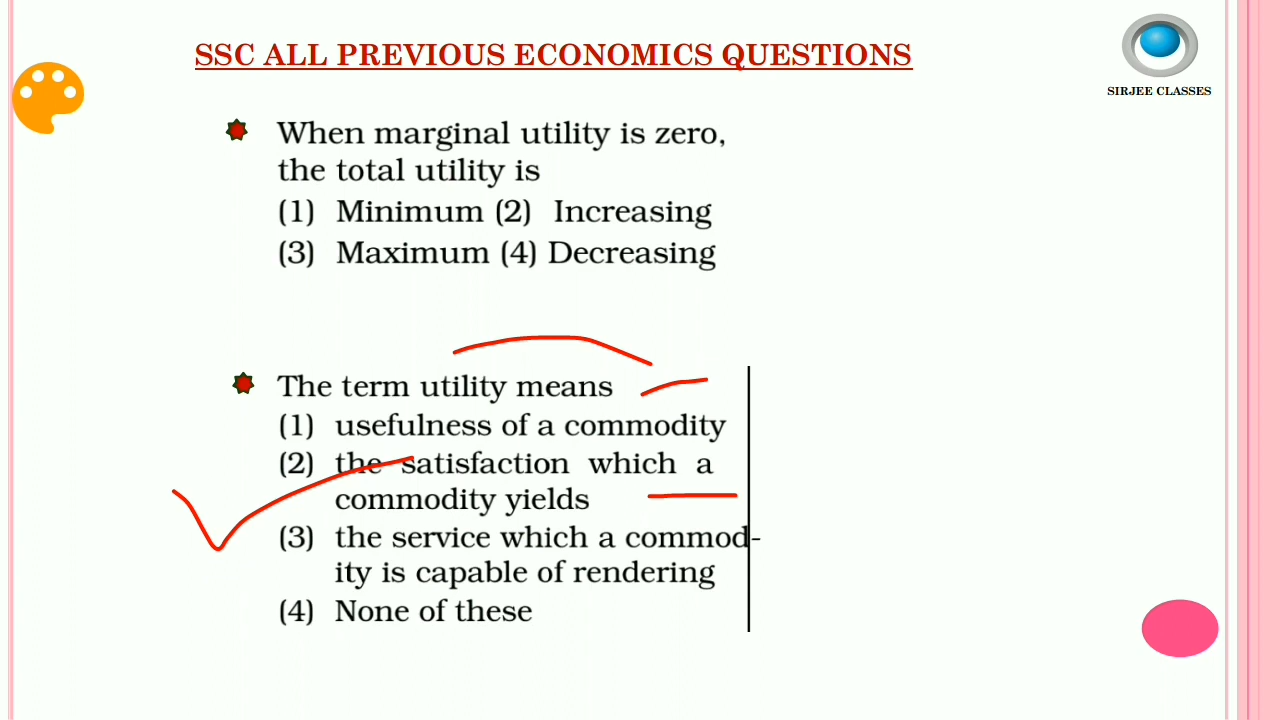 SSC ALL PREVIOUS ECONOMICS QUESTIONS
SIRJEE CLASSES
When marginal utility is zero,
the total utility is
(1) Minimum (2) Increasing
(3) Maximum (4) Decreasing
The term utility means
(1) usefulness of a commodity
(2) the satisfaction which a
commodity yields
(3) the service which a commod-
ity is capable of rendering
(4) None of these